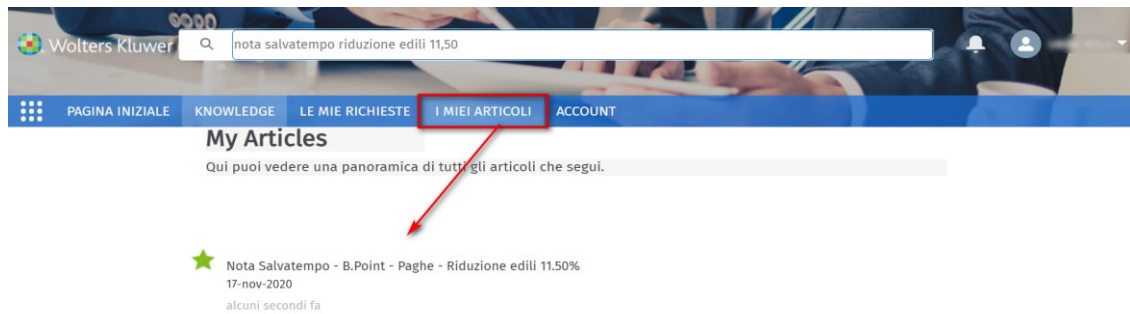 Wolters Kluwer
nota salvatempo riduzione edili 11,50
PAGINA INIZIALE KNOWLEDGE LE MIE RICHIESTE I MIEI ARTICOLI ACCOUNT
My Articles
Qui puoi vedere una panoramica di tutti gli articoli che segui.
Nota Salvatempo - B.Point - Paghe - Riduzione edili 11.50%
17-nov-2020
alcuni secondi fa